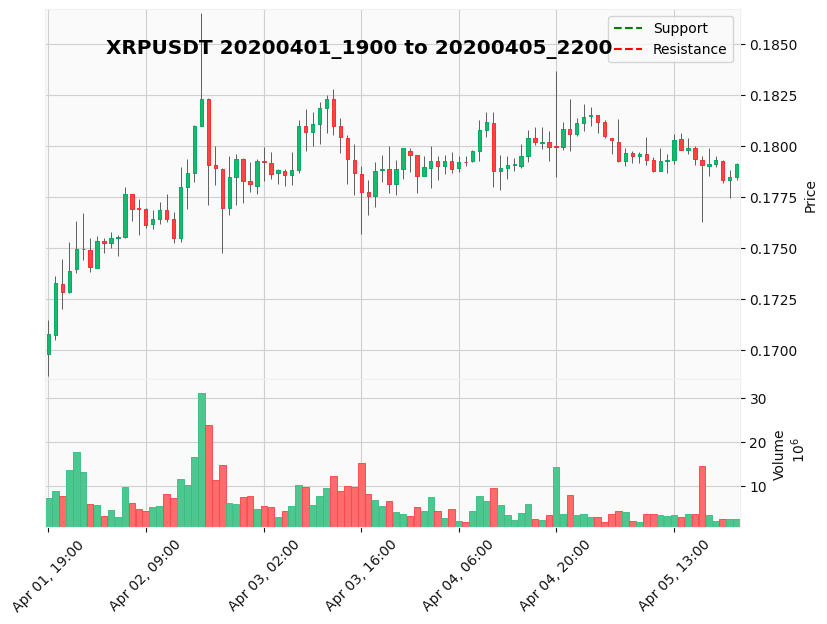 XRPUSDT 20200401_1900 to 20200405_2200
Support
Resistance
0.1850
0.1825
0.1800
0.1775
0.1750
0.1725
0.1700
Price
30
20
10
Volume
10^6
Apr 01, 19:00
Apr 02, 09:00
Apr 03, 02:00
Apr 03, 16:00
Apr 04, 06:00
Apr 04, 20:00
Apr 05, 13:00